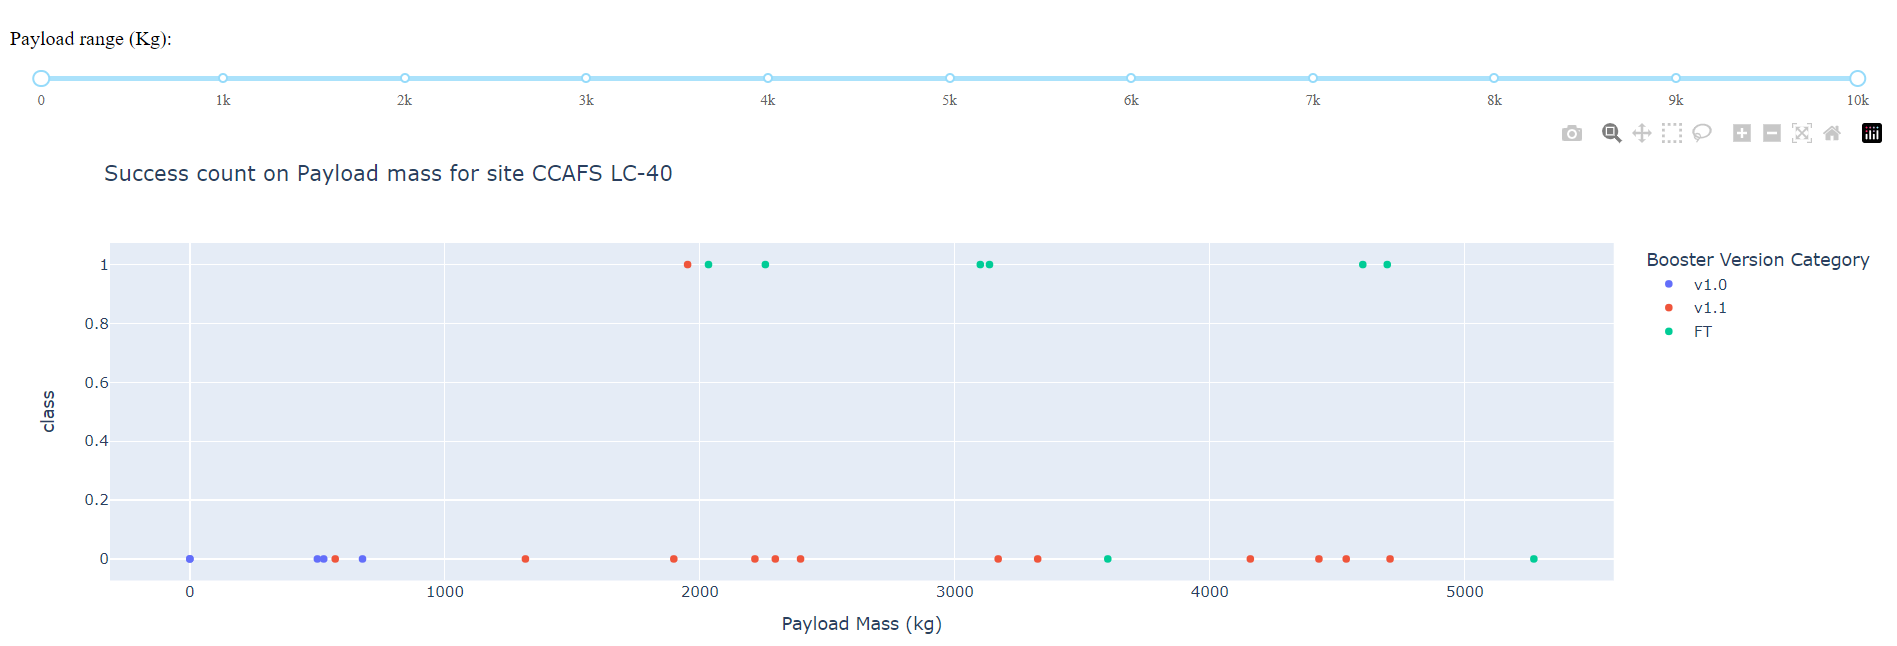 Payload range (Kg):
0 1k 2k 3k 4k 5k 6k 7k 8k 9k 10k
Success count on Payload mass for site CCAFS LC-40
Booster Version Category
v1.0
v1.1
FT
class
1
0.8
0.6
0.4
0.2
0
0 1000 2000 3000 4000 5000
Payload Mass (kg)